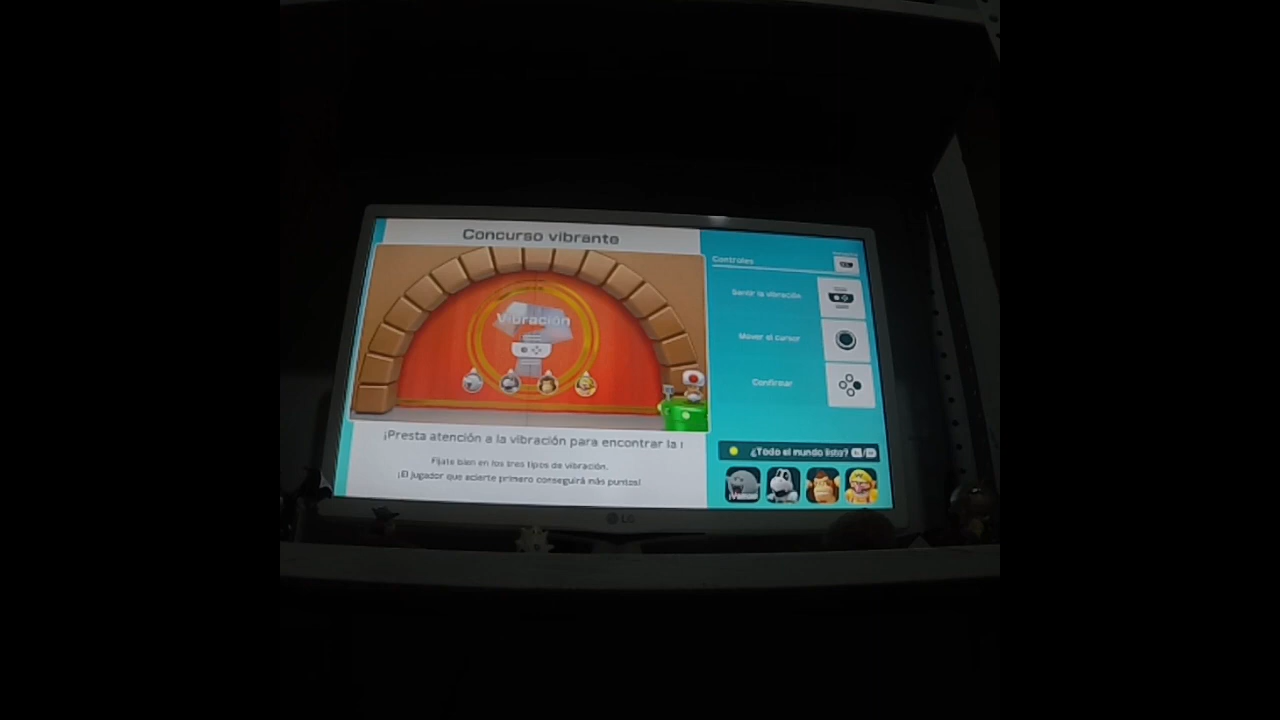 Concurso vibrante
Vibración
¡Presta atención a la vibración para encontrar la
Fíjate bien en los tres tipos de vibración.
¡El jugador que acierte primero conseguirá más puntos!
Controles
Sentir la vibración
Mover el cursor
Confirmar
¿Todo el mundo listo?
LG